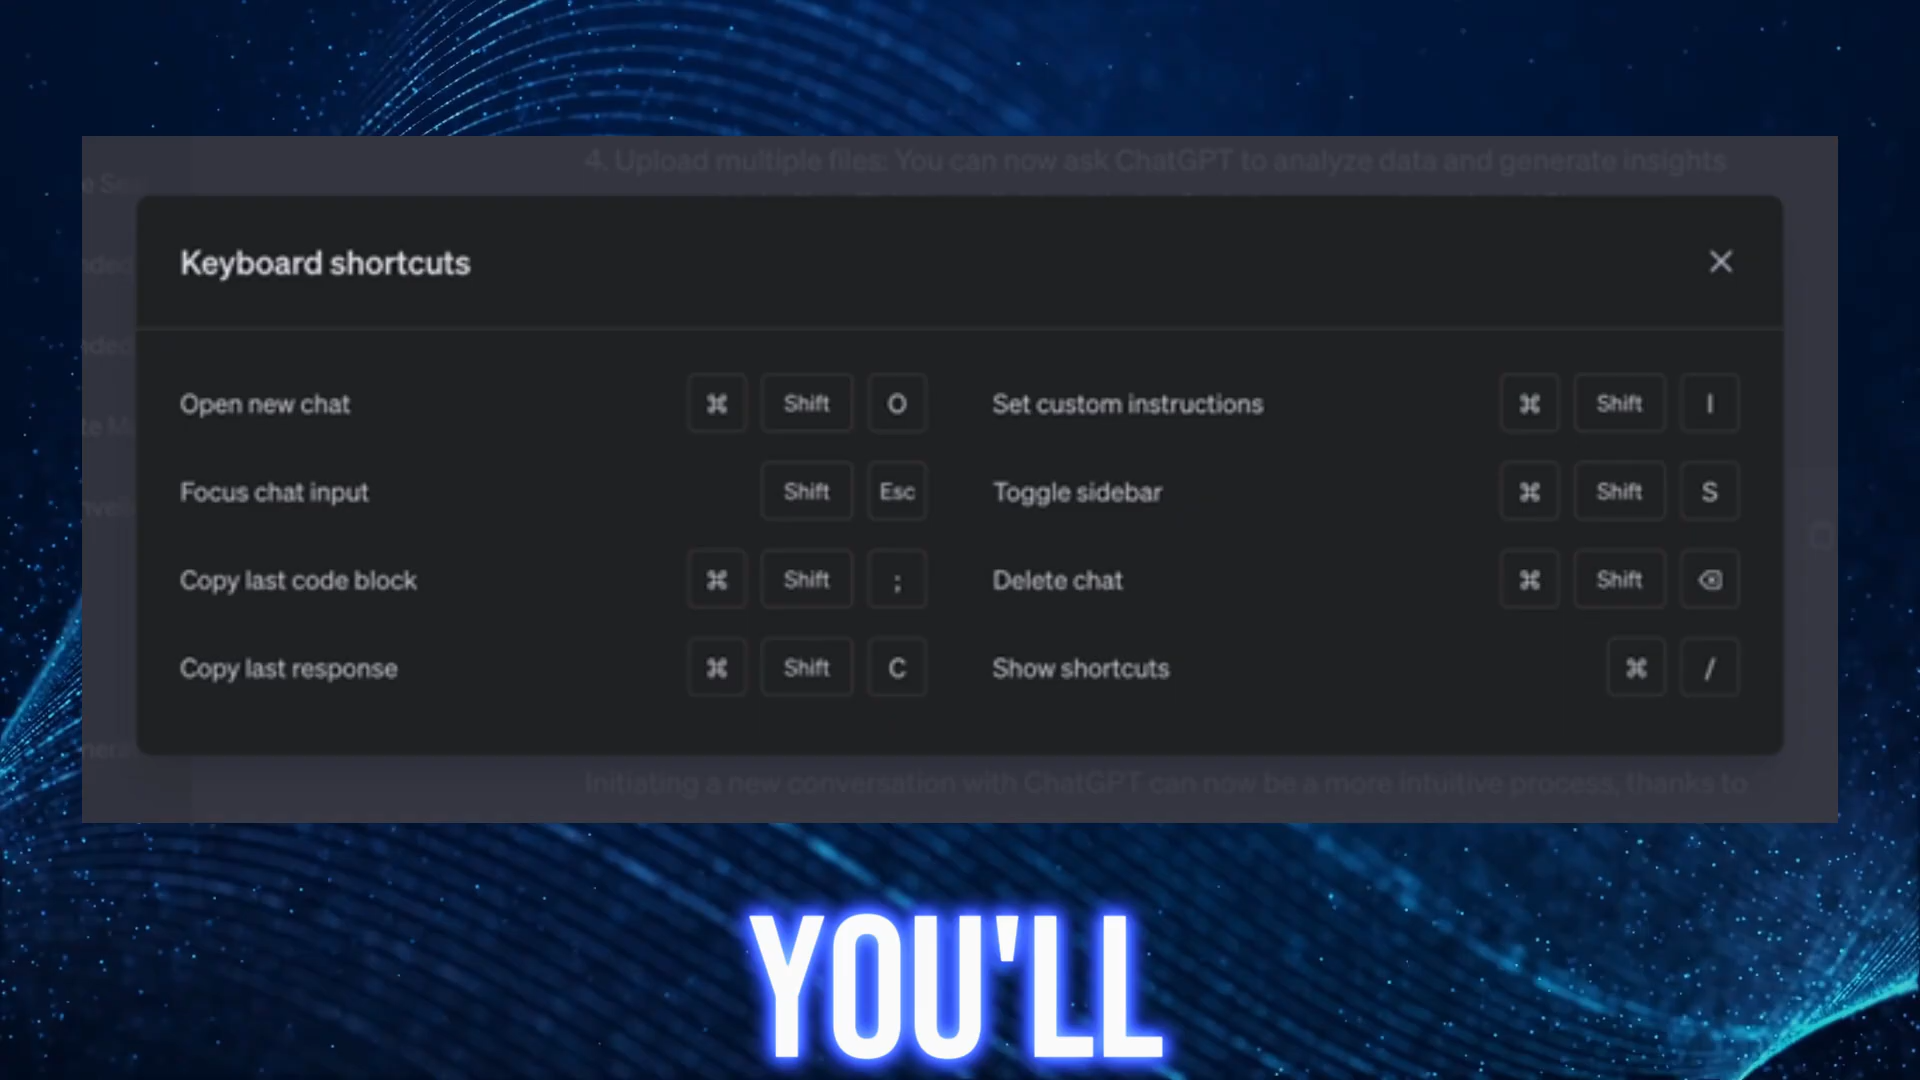 4. Upload multiple files: You can now ask ChatGPT to analyze data and generate insights
Keyboard shortcuts
Open new chat ⌘ Shift O Set custom instructions ⌘ Shift I
Focus chat input Shift Esc Toggle sidebar ⌘ Shift S
Copy last code block ⌘ Shift ; Delete chat ⌘ Shift ⌫
Copy last response ⌘ Shift C Show shortcuts ⌘ /
Initiating a new conversation with ChatGPT can now be a more intuitive process, thanks to
YOU'LL